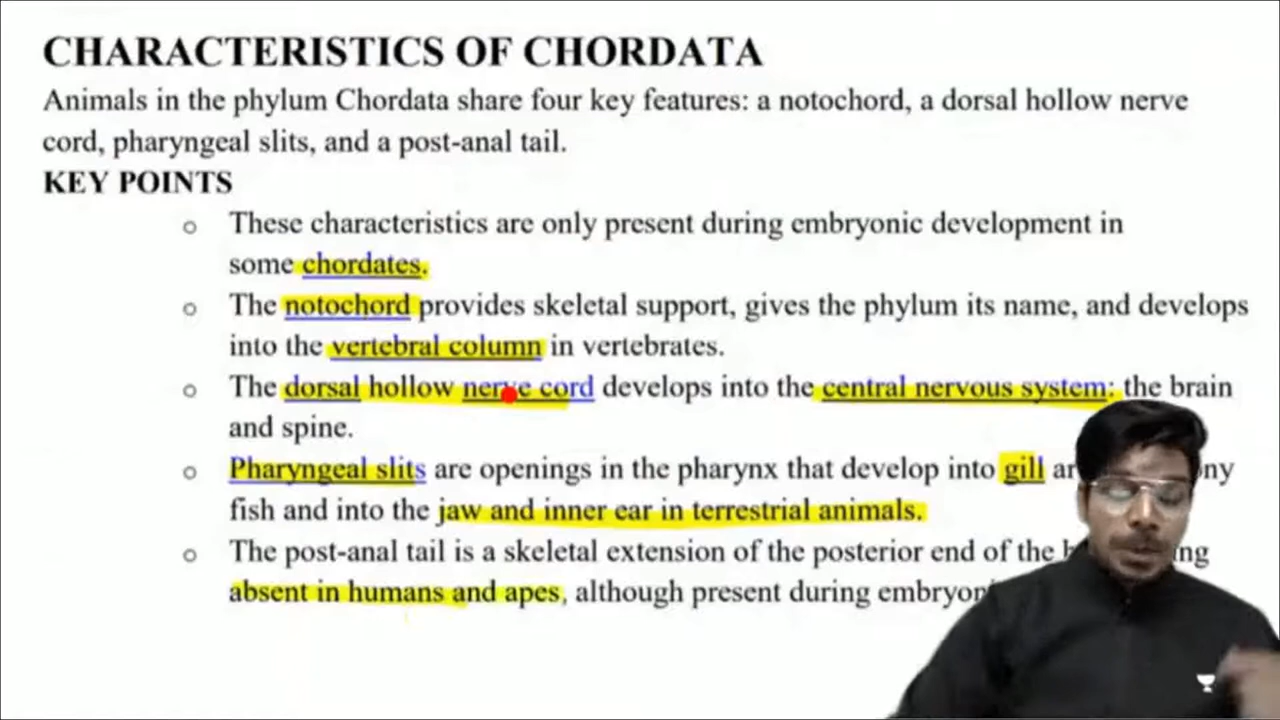 CHARACTERISTICS OF CHORDATA
Animals in the phylum Chordata share four key features: a notochord, a dorsal hollow nerve
cord, pharyngeal slits, and a post-anal tail.
KEY POINTS
o These characteristics are only present during embryonic development in
some chordates.
o The notochord provides skeletal support, gives the phylum its name, and develops
into the vertebral column in vertebrates.
o The dorsal hollow nerve cord develops into the central nervous system: the brain
and spine.
o Pharyngeal slits are openings in the pharynx that develop into gill
fish and into the jaw and inner ear in terrestrial animals.
o The post-anal tail is a skeletal extension of the posterior end of the
absent in humans and apes, although present during